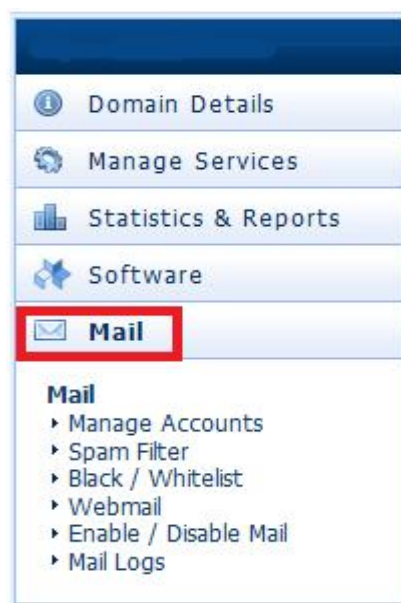 Domain Details
Manage Services
Statistics & Reports
Software
Mail
Mail
Manage Accounts
Spam Filter
Black / Whitelist
Webmail
Enable / Disable Mail
Mail Logs